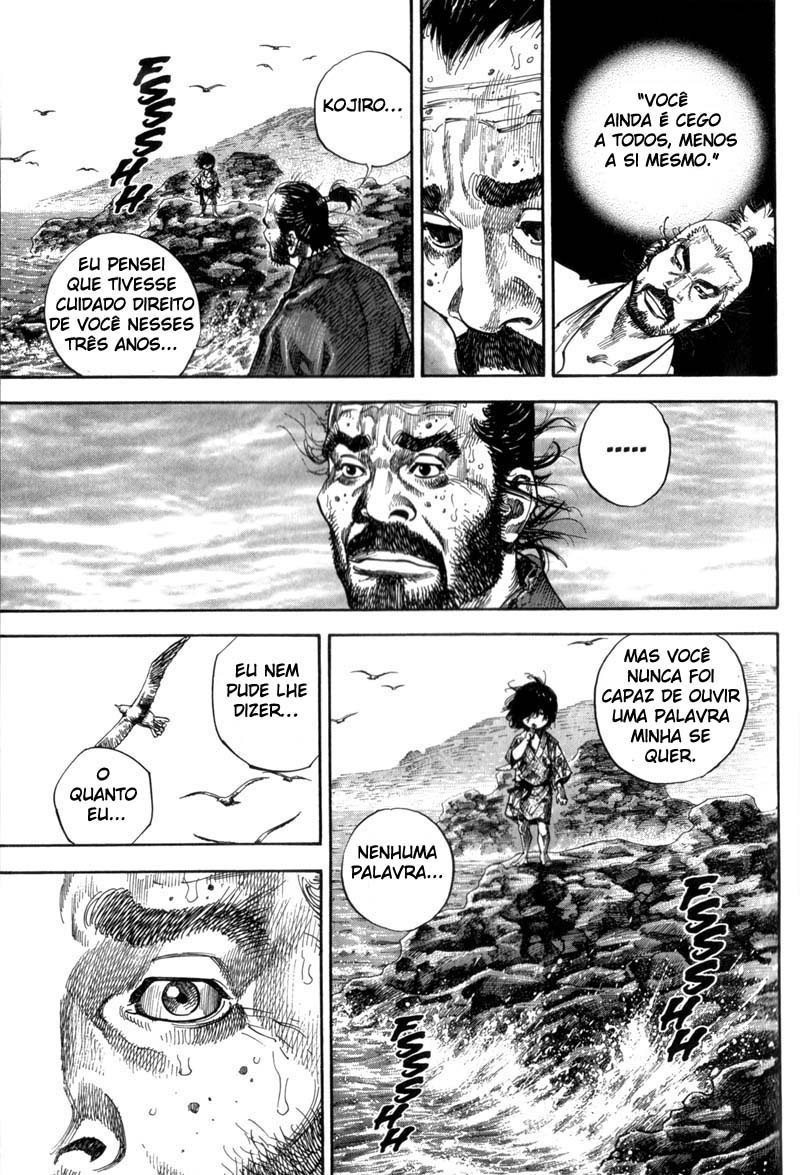 "VOCÊ
AINDA É CEGO
A TODOS, MENOS
A SI MESMO."
KOJIRO...
FSSSHH
EU PENSEI
QUE TIVESSE
CUIDADO DIREITO
DE VOCÊ NESSES
TRÊS ANOS...
.....
MAS VOCÊ
NUNCA FOI
CAPAZ DE OUVIR
UMA PALAVRA
MINHA SE
QUER.
NENHUMA
PALAVRA...
FSSSHH
FSSSHH
EU NEM
PUDE LHE
DIZER...
O
QUANTO
EU...